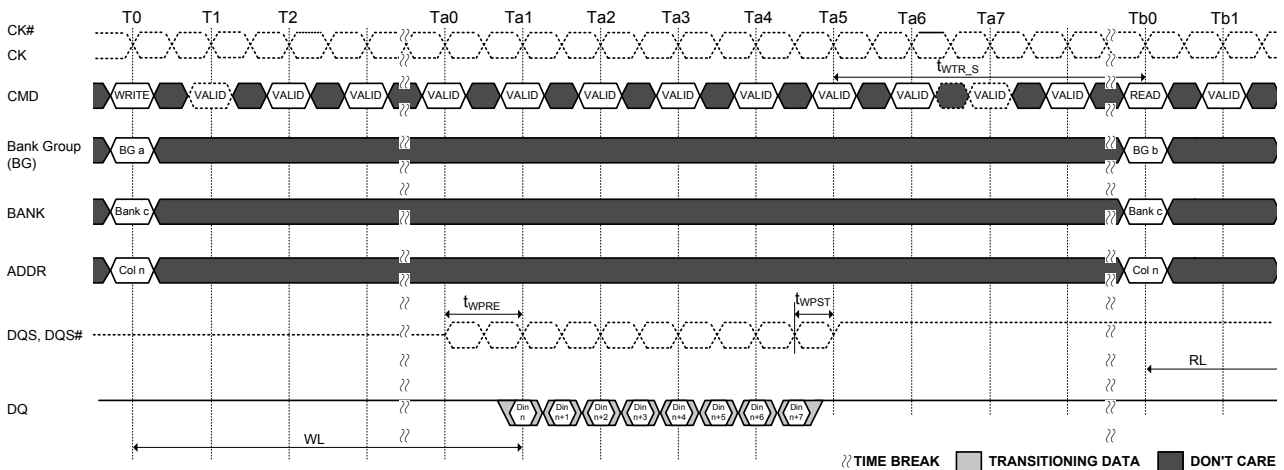 T0 T1 T2 Ta0 Ta1 Ta2 Ta3 Ta4 Ta5 Ta6 Ta7 Tb0 Tb1
CK#
CK
tWTR_S
CMD WRITE VALID VALID VALID VALID VALID VALID VALID VALID VALID VALID VALID VALID READ VALID
Bank Group
(BG)
BG a BG b
BANK Bank c Bank c
ADDR Col n Col n
tWPRE tWPST
DQS, DQS#
RL
DQ Din n Din n+1 Din n+2 Din n+3 Din n+4 Din n+5 Din n+6 Din n+7
WL
TIME BREAK TRANSITIONING DATA DON'T CARE